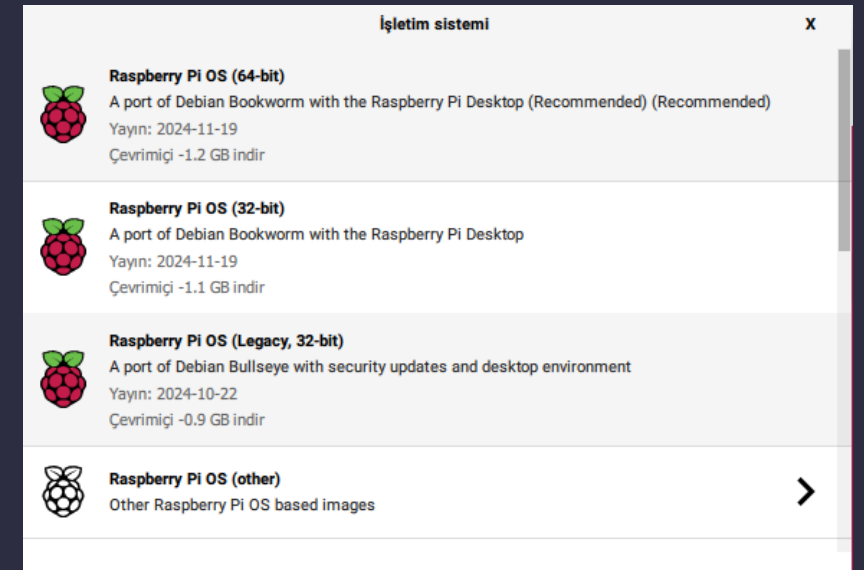 İşletim sistemi X
Raspberry Pi OS (64-bit)
A port of Debian Bookworm with the Raspberry Pi Desktop (Recommended) (Recommended)
Yayın: 2024-11-19
Çevrimiçi -1.2 GB indir
Raspberry Pi OS (32-bit)
A port of Debian Bookworm with the Raspberry Pi Desktop
Yayın: 2024-11-19
Çevrimiçi -1.1 GB indir
Raspberry Pi OS (Legacy, 32-bit)
A port of Debian Bullseye with security updates and desktop environment
Yayın: 2024-10-22
Çevrimiçi -0.9 GB indir
Raspberry Pi OS (other)
Other Raspberry Pi OS based images